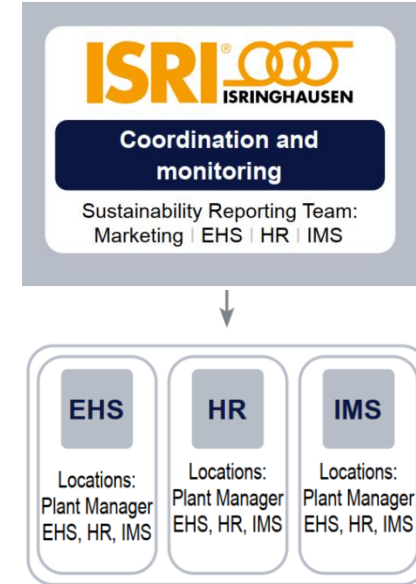 ISRI®
ISRINGHAUSEN
Coordination and
monitoring
Sustainability Reporting Team:
Marketing | EHS | HR | IMS
EHS
Locations:
Plant Manager
EHS, HR, IMS
HR
Locations:
Plant Manager
EHS, HR, IMS
IMS
Locations:
Plant Manager
EHS, HR, IMS